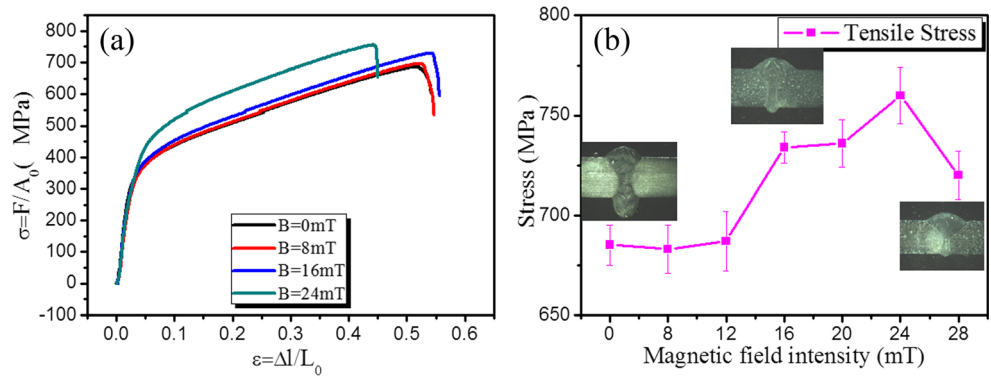 (a)
800
700
600
500
400
300
200
100
0
-100
σ=F/A0( MPa)
B=0mT
B=8mT
B=16mT
B=24mT
0.0 0.1 0.2 0.3 0.4 0.5 0.6
ε=Δl/L0
(b)
Tensile Stress
800
750
700
650
Stress (MPa)
0 8 12 16 20 24 28
Magnetic field intensity (mT)